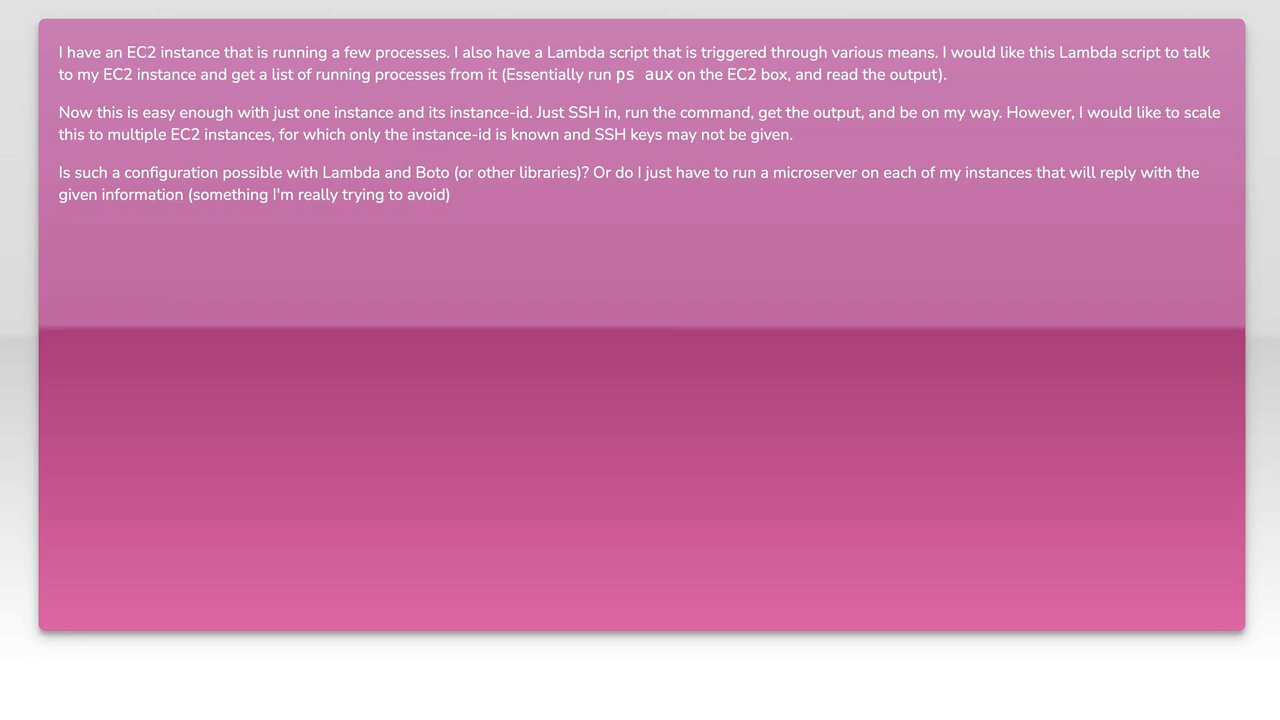 I have an EC2 instance that is running a few processes. I also have a Lambda script that is triggered through various means. I would like this Lambda script to talk
to my EC2 instance and get a list of running processes from it (Essentially run ps aux on the EC2 box, and read the output).
Now this is easy enough with just one instance and its instance-id. Just SSH in, run the command, get the output, and be on my way. However, I would like to scale
this to multiple EC2 instances, for which only the instance-id is known and SSH keys may not be given.
Is such a configuration possible with Lambda and Boto (or other libraries)? Or do I just have to run a microserver on each of my instances that will reply with the
given information (something I'm really trying to avoid)